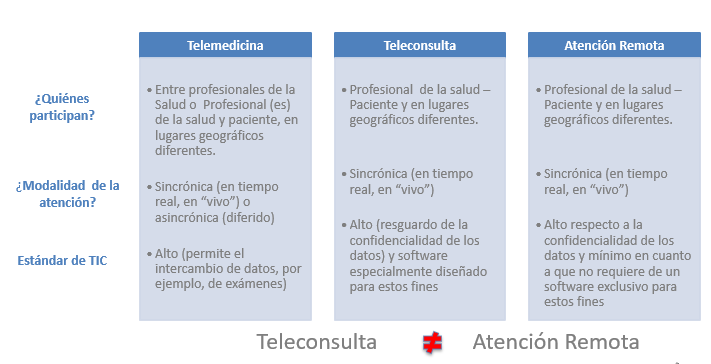 Telemedicina
Teleconsulta
Atención Remota
¿Quiénes
participan?
• Entre profesionales de la
Salud o Profesional (es)
de la salud y paciente, en
lugares geográficos
diferentes.
• Profesional de la salud –
Paciente y en lugares
geográficos diferentes.
• Profesional de la salud –
Paciente y en lugares
geográficos diferentes.
¿Modalidad de la
atención?
• Sincrónica (en tiempo
real, en “vivo”) o
asincrónica (diferido)
• Sincrónica (en tiempo
real, en “vivo”)
• Sincrónica (en tiempo
real, en “vivo”)
Estándar de TIC
• Alto (permite el
intercambio de datos, por
ejemplo, de exámenes)
• Alto (resguardo de la
confidencialidad de los
datos) y software
especialmente diseñado
para estos fines
• Alto respecto a la
confidencialidad de los
datos y mínimo en cuanto
a que no requiere de un
software exclusivo para
estos fines
Teleconsulta ≠ Atención Remota